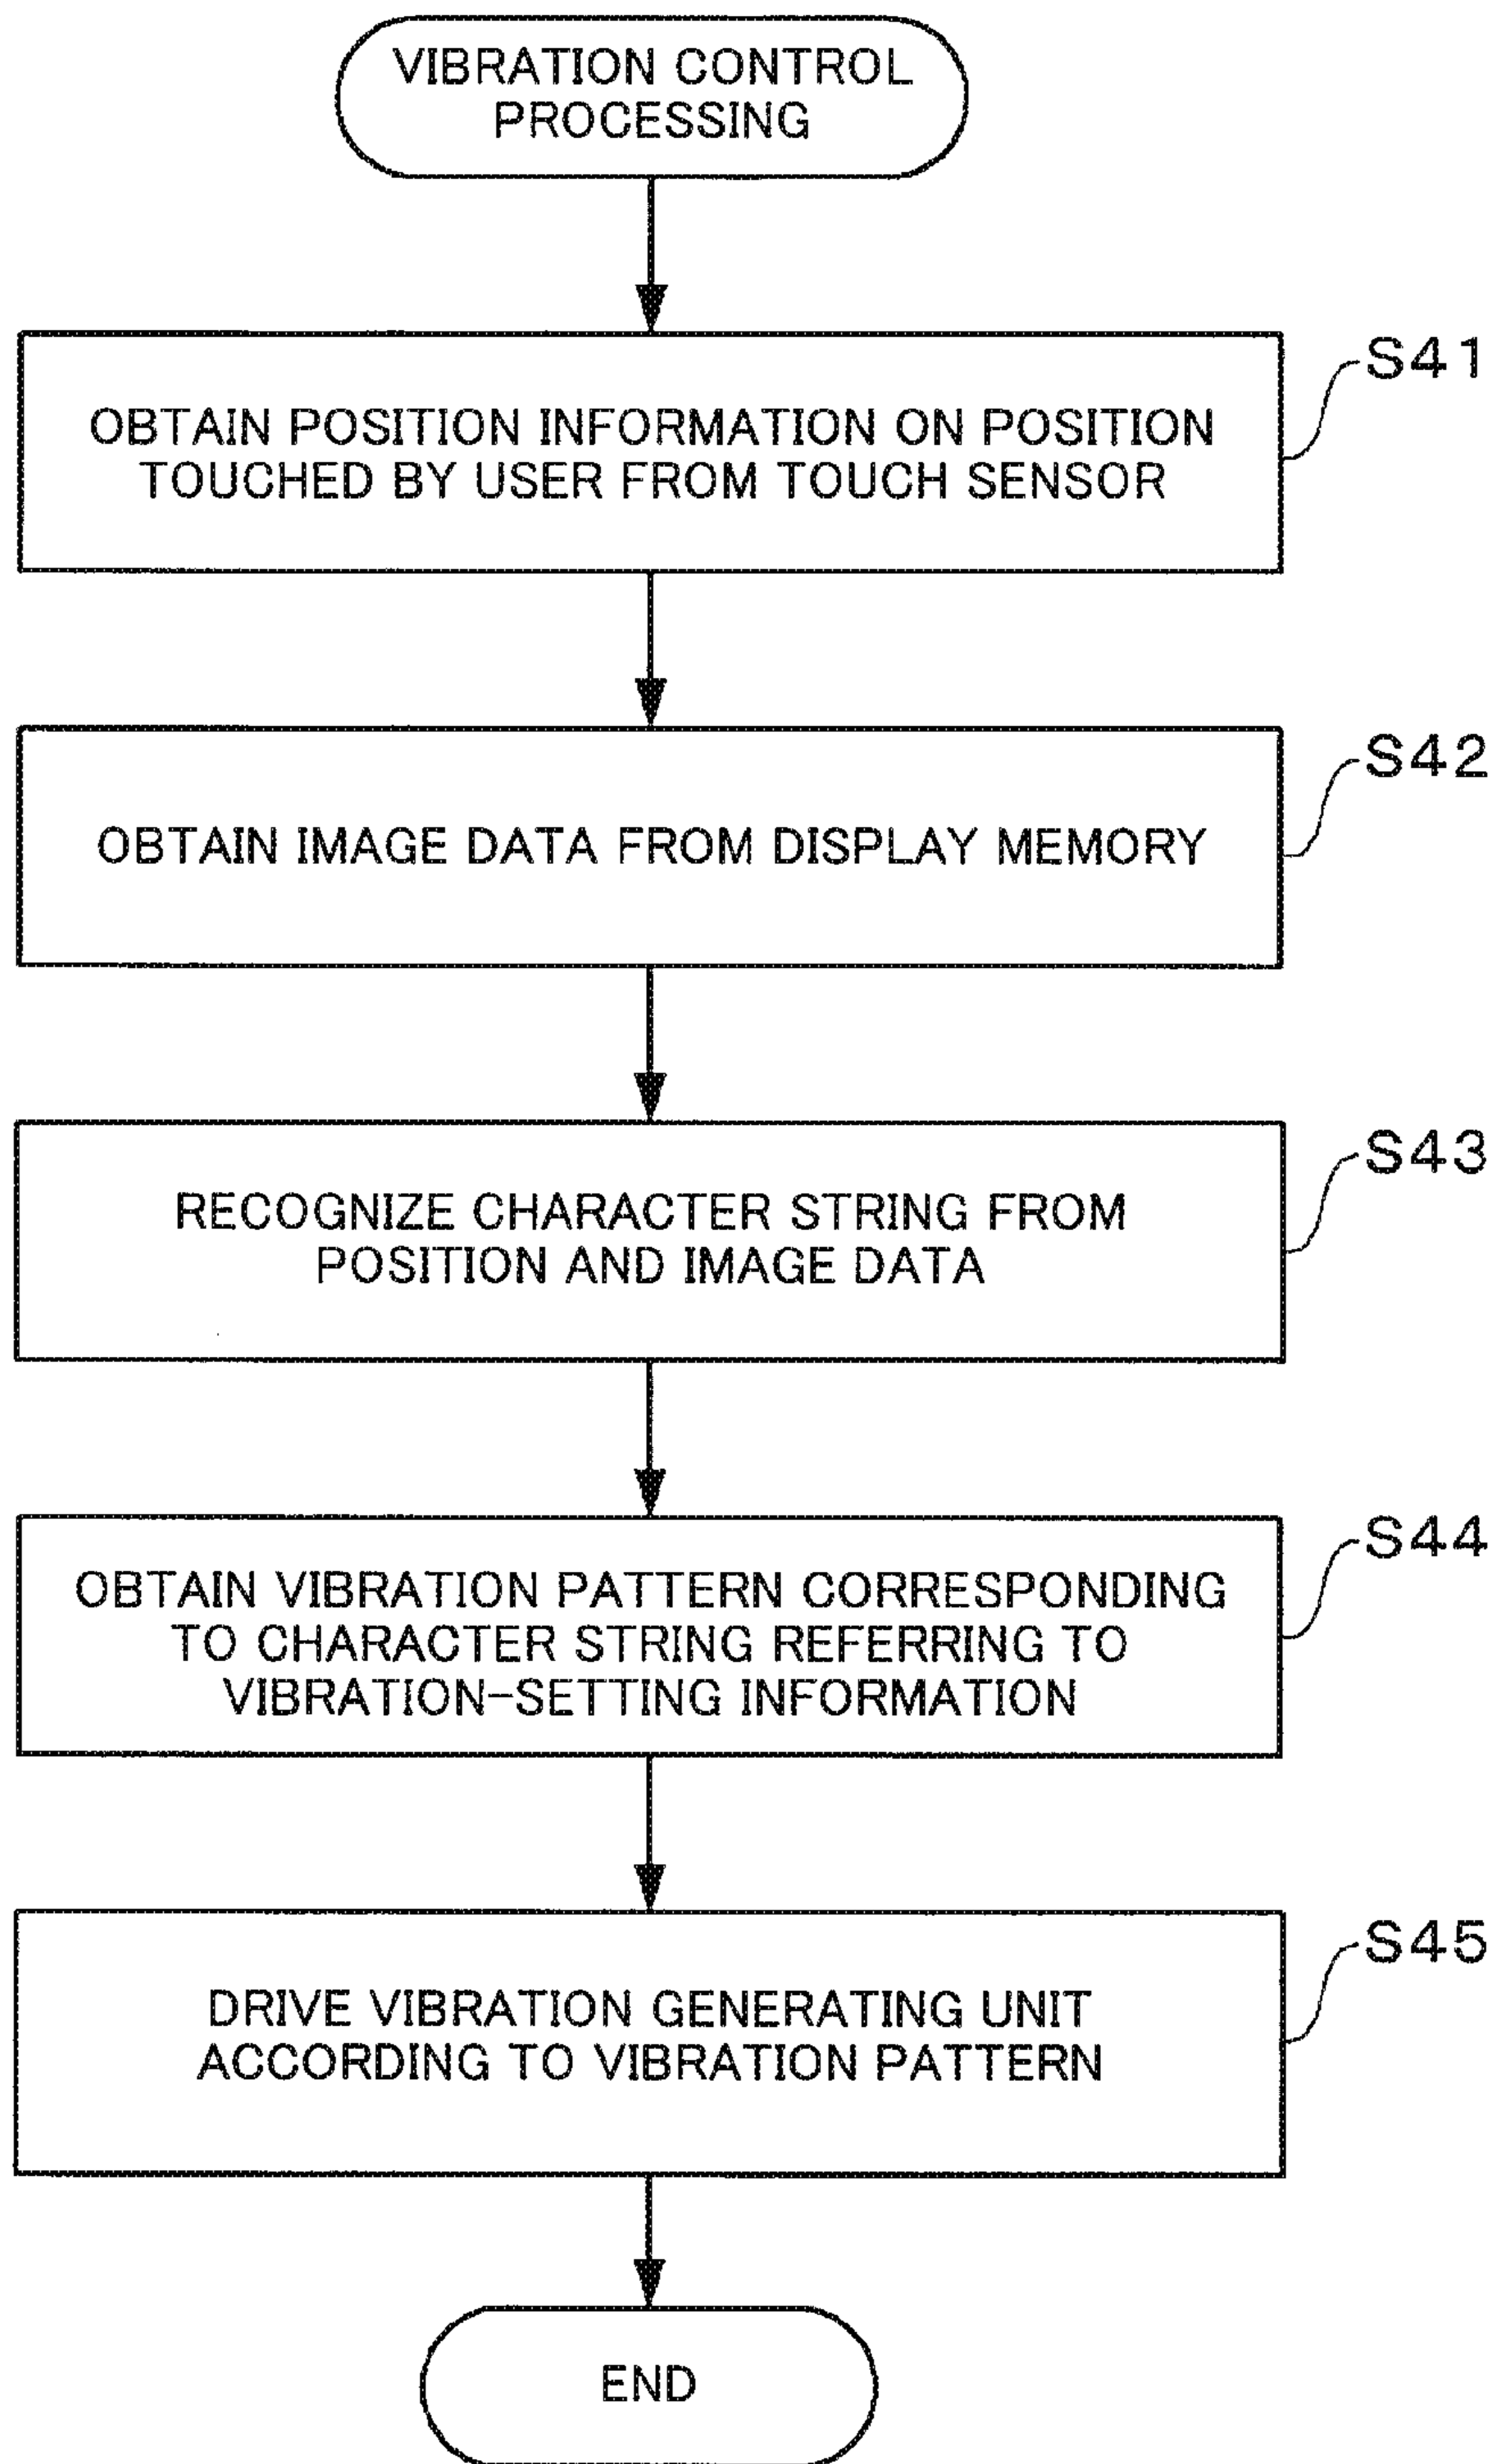 VIBRATION CONTROL
PROCESSING
S41
OBTAIN POSITION INFORMATION ON POSITION
TOUCHED BY USER FROM TOUCH SENSOR
S42
OBTAIN IMAGE DATA FROM DISPLAY MEMORY
S43
RECOGNIZE CHARACTER STRING FROM
POSITION AND IMAGE DATA
S44
OBTAIN VIBRATION PATTERN CORRESPONDING
TO CHARACTER STRING REFERRING TO
VIBRATION-SETTING INFORMATION
S45
DRIVE VIBRATION GENERATING UNIT
ACCORDING TO VIBRATION PATTERN
END